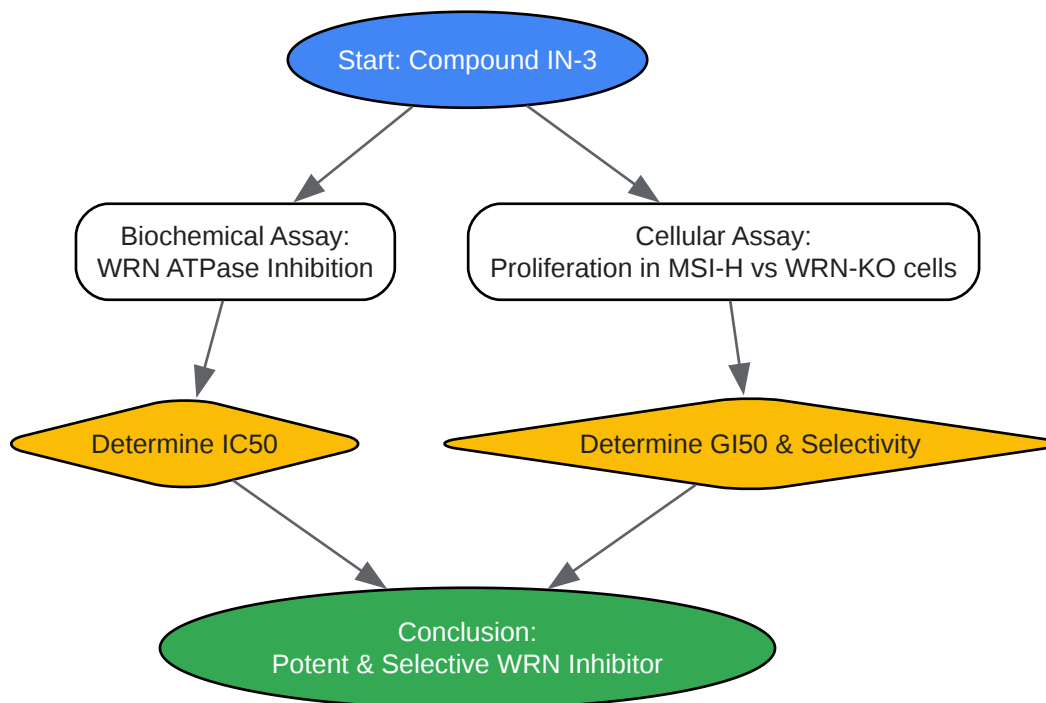 Start: Compound IN-3
Biochemical Assay:
WRN ATPase Inhibition
Cellular Assay:
Proliferation in MSI-H vs WRN-KO cells
Determine IC50
Determine GI50 & Selectivity
Conclusion:
Potent & Selective WRN Inhibitor